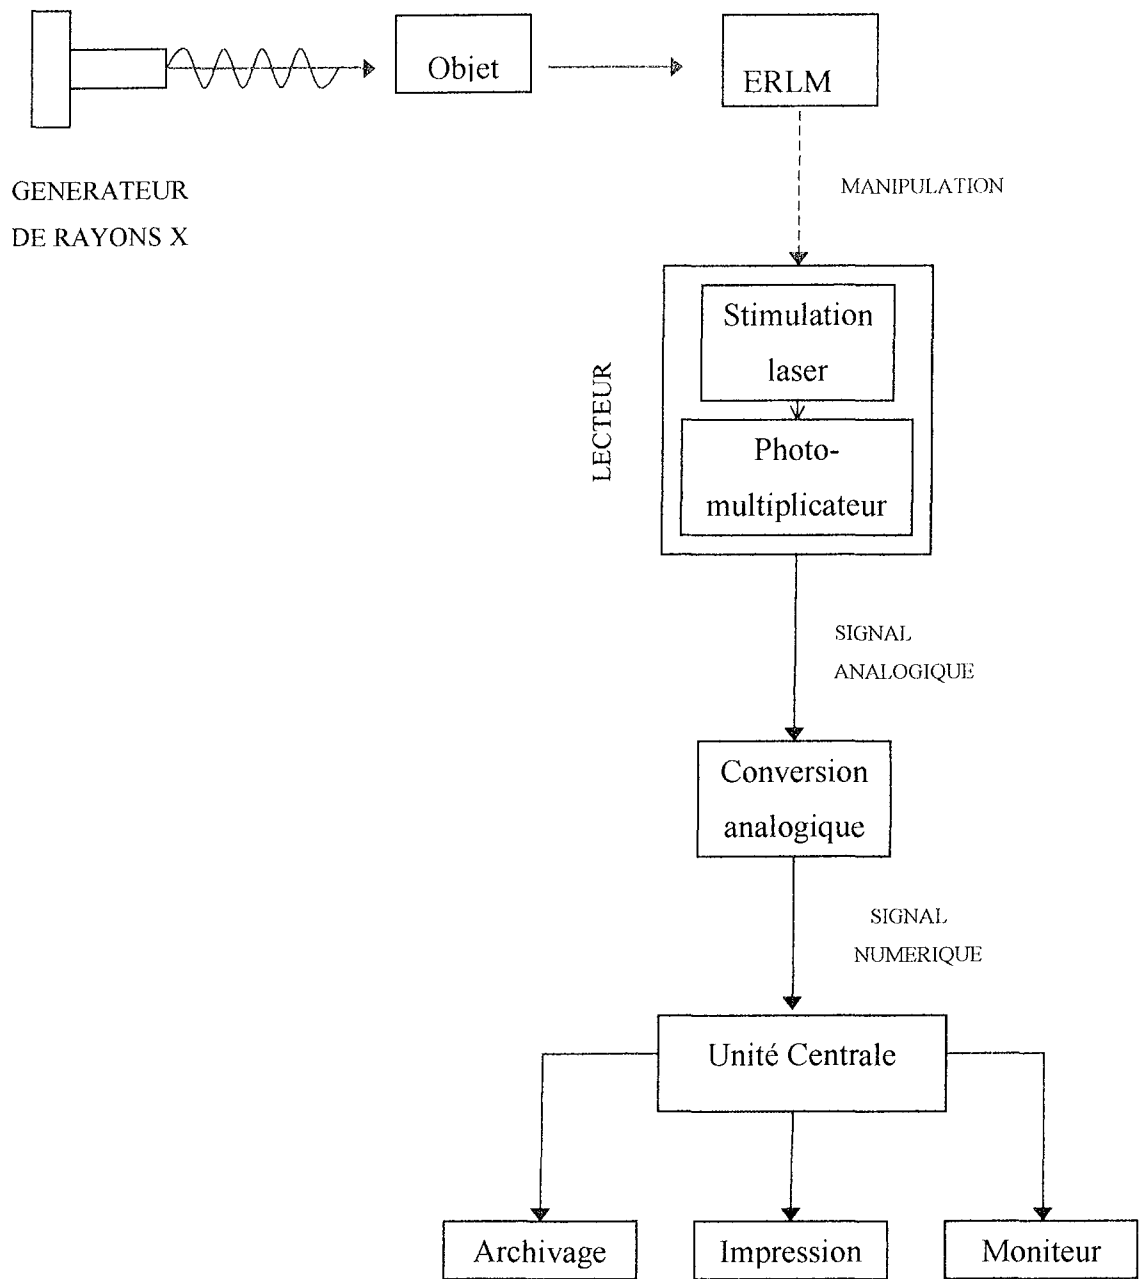 Objet
ERLM
GENERATEUR
DE RAYONS X
MANIPULATION
LECTEUR
Stimulation
laser
Photo-
multiplicateur
SIGNAL
ANALOGIQUE
Conversion
analogique
SIGNAL
NUMERIQUE
Unité Centrale
Archivage
Impression
Moniteur